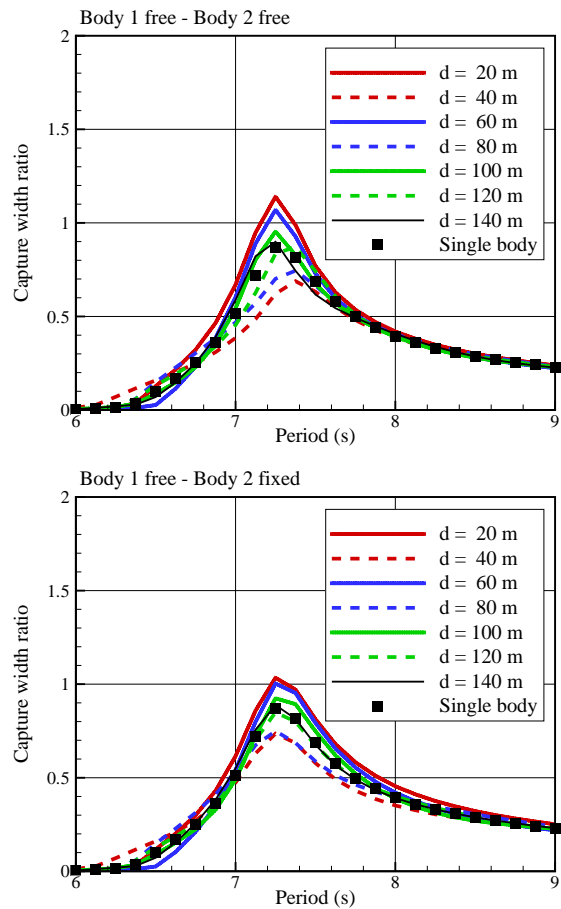 Body 1 free - Body 2 free
2
1.5
1
0.5
0
Capture width ratio
d = 20 m
d = 40 m
d = 60 m
d = 80 m
d = 100 m
d = 120 m
d = 140 m
Single body
6 7 8 9
Period (s)
Body 1 free - Body 2 fixed
2
1.5
1
0.5
0
Capture width ratio
d = 20 m
d = 40 m
d = 60 m
d = 80 m
d = 100 m
d = 120 m
d = 140 m
Single body
6 7 8 9
Period (s)